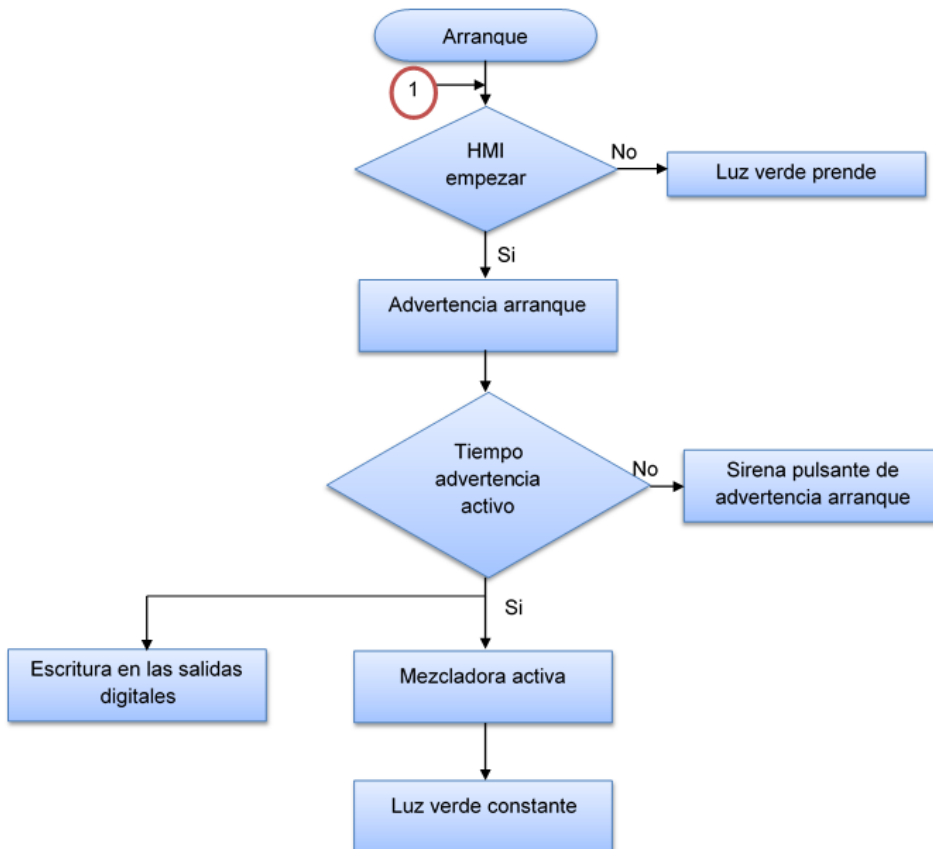 Arranque
1
HMI
empezar
No
Luz verde prende
Si
Advertencia arranque
Tiempo
advertencia
activo
No
Sirena pulsante de
advertencia arranque
Si
Escritura en las salidas
digitales
Mezcladora activa
Luz verde constante